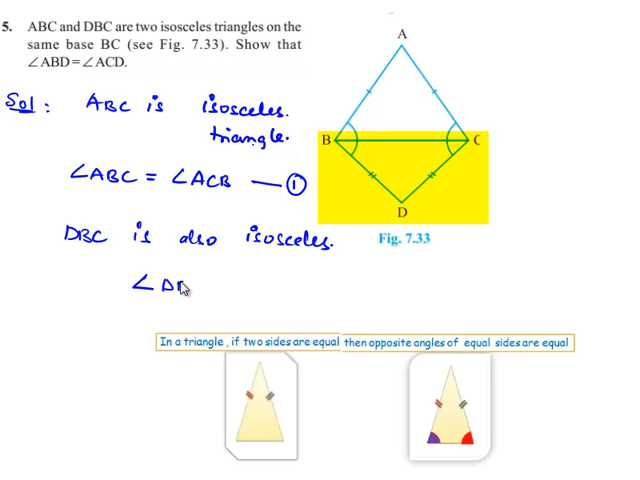 5. ABC and DBC are two isosceles triangles on the
same base BC (see Fig. 7.33). Show that
∠ABD = ∠ACD.
A
Sol: ABC is isosceles
triangle.
B
C
∠ABC = ∠ACB — ①
D
DBC is also isosceles.
Fig. 7.33
∠D
In a triangle , if two sides are equal then opposite angles of equal sides are equal